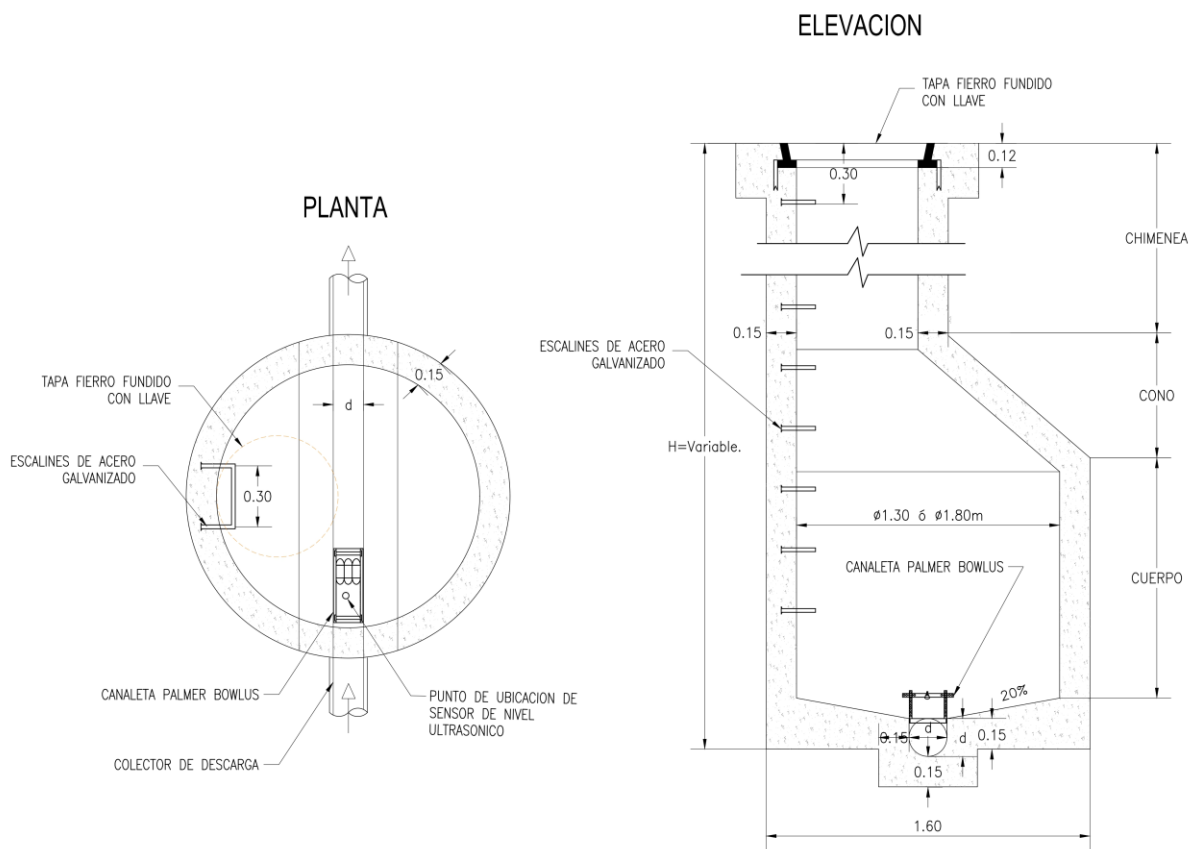 ELEVACION
TAPA FIERRO FUNDIDO
CON LLAVE
0.12
0.30
CHIMENEA
0.15
0.15
ESCALINES DE ACERO
GALVANIZADO
CONO
H=Variable.
ø1.30 ó ø1.80m
CANALETA PALMER BOWLUS
CUERPO
20%
d
0.15
d
0.15
0.15
1.60
PLANTA
0.15
TAPA FIERRO FUNDIDO
CON LLAVE
d
ESCALINES DE ACERO
GALVANIZADO
0.30
CANALETA PALMER BOWLUS
PUNTO DE UBICACION DE
SENSOR DE NIVEL
ULTRASONICO
COLECTOR DE DESCARGA